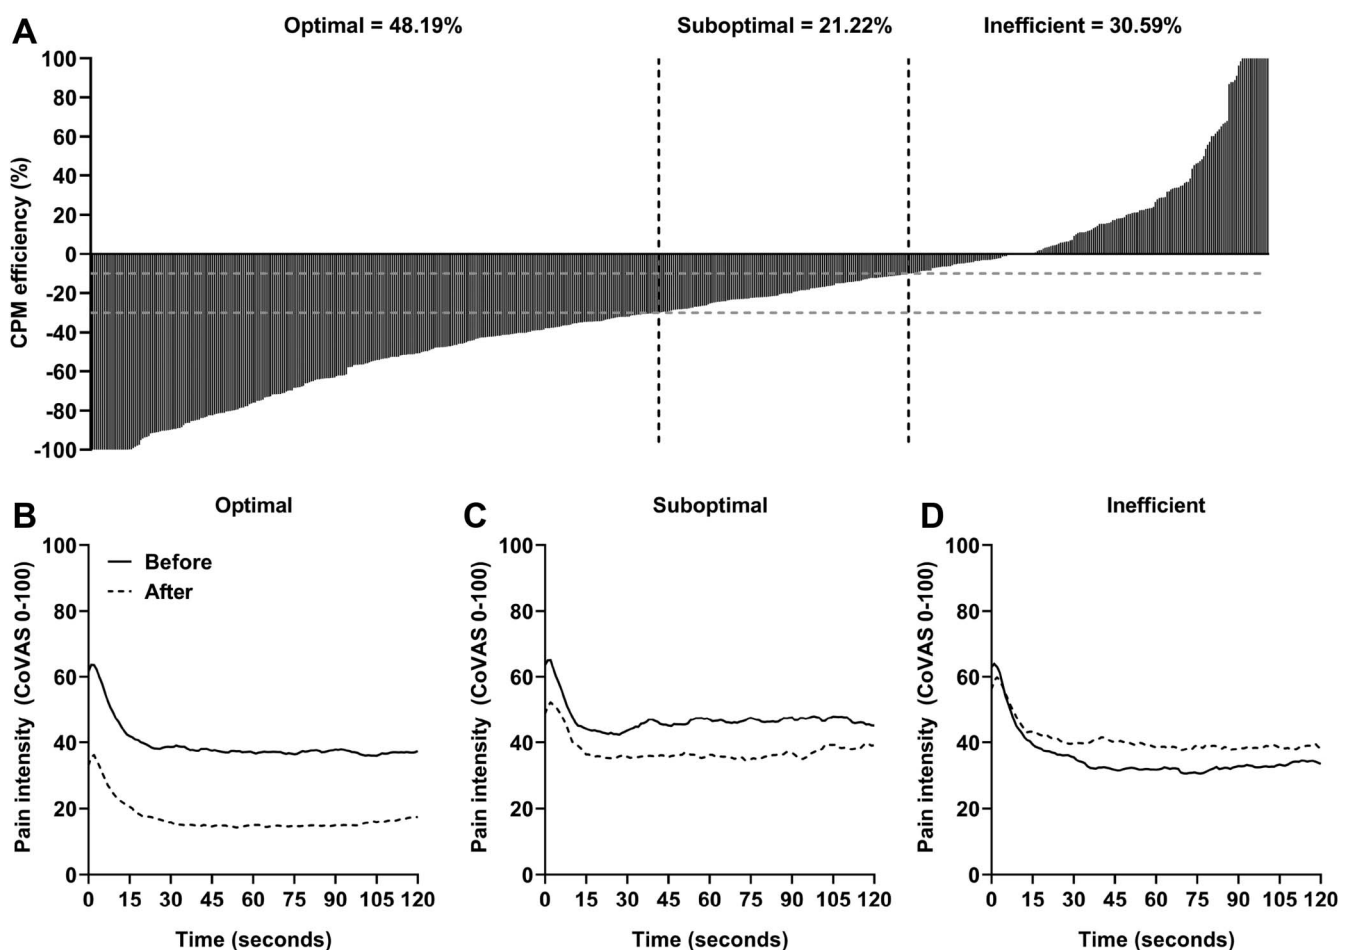 A
Optimal = 48.19%
Suboptimal = 21.22%
Inefficient = 30.59%
CPM efficiency (%)
100
80
60
40
20
0
-20
-40
-60
-80
-100
B
Optimal
Before
After
Pain intensity (CoVAS 0-100)
100
80
60
40
20
0
0 15 30 45 60 75 90 105 120
Time (seconds)
C
Suboptimal
Pain intensity (CoVAS 0-100)
100
80
60
40
20
0
0 15 30 45 60 75 90 105 120
Time (seconds)
D
Inefficient
Pain intensity (CoVAS 0-100)
100
80
60
40
20
0
0 15 30 45 60 75 90 105 120
Time (seconds)